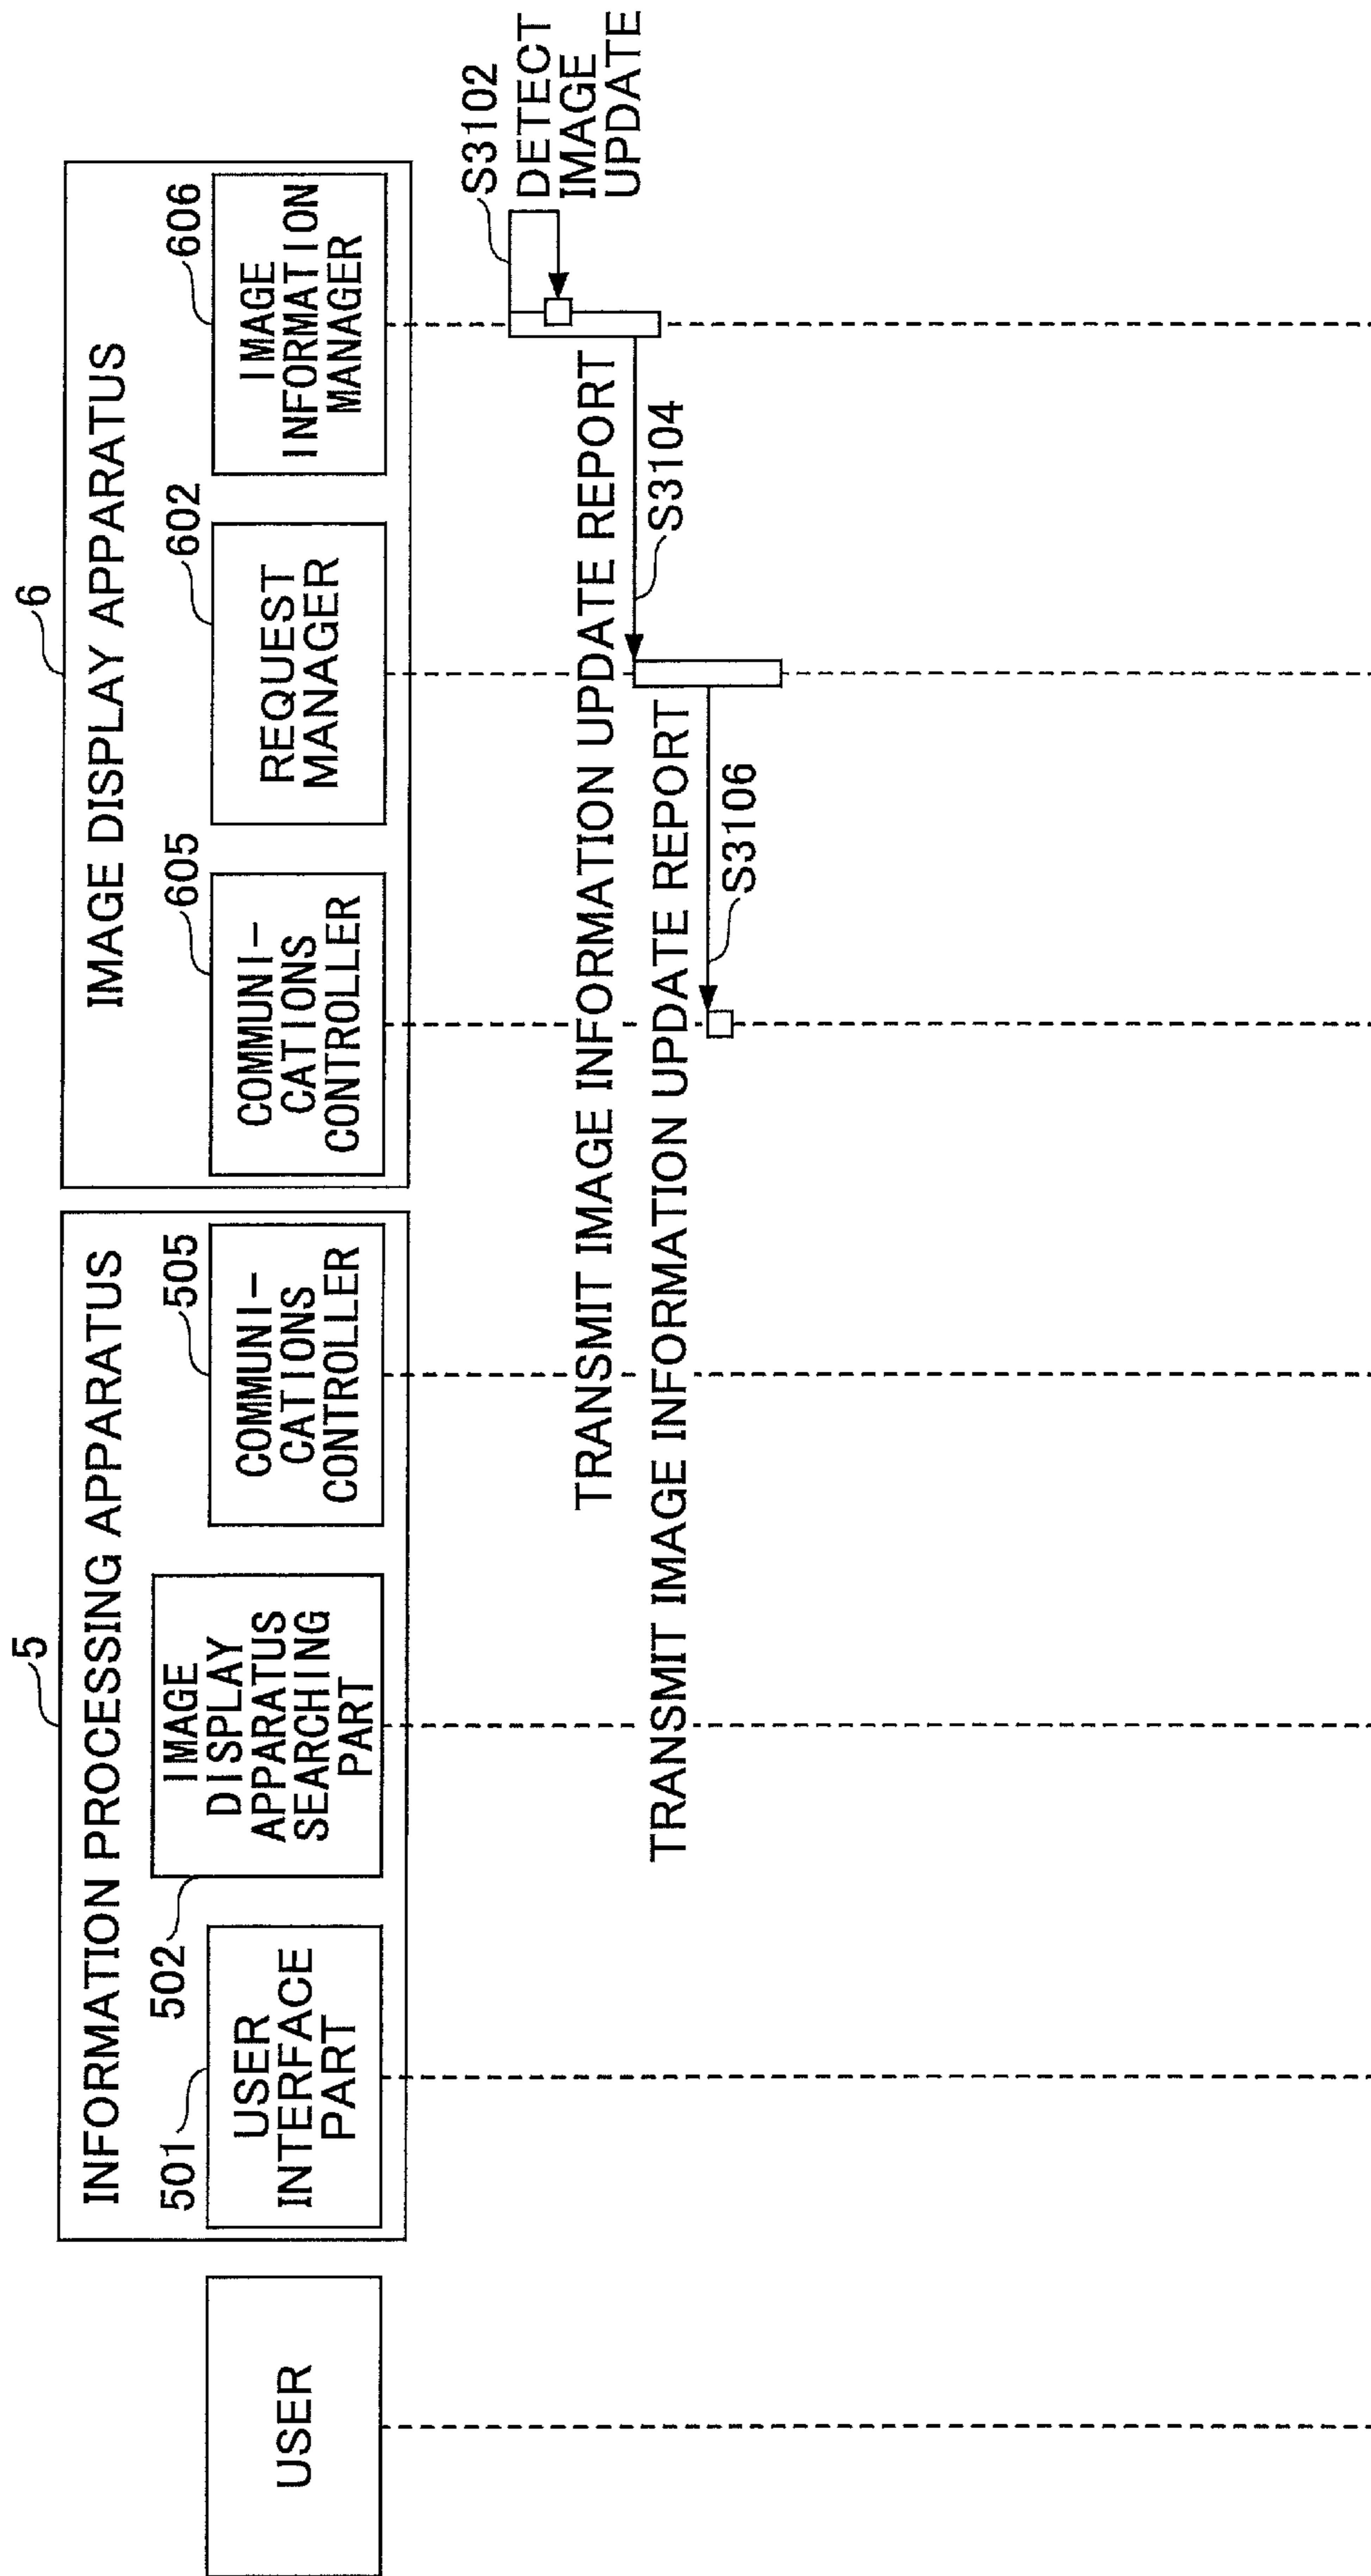 5
INFORMATION PROCESSING APPARATUS
6
IMAGE DISPLAY APPARATUS
USER
501
USER
INTERFACE
PART
502
IMAGE
DISPLAY
APPARATUS
SEARCHING
PART
505
COMMUNI-
CATIONS
CONTROLLER
605
COMMUNI-
CATIONS
CONTROLLER
602
REQUEST
MANAGER
606
IMAGE
INFORMATION
MANAGER
S3102
DETECT
IMAGE
UPDATE
TRANSMIT IMAGE INFORMATION UPDATE REPORT
S3104
TRANSMIT IMAGE INFORMATION UPDATE REPORT
S3106